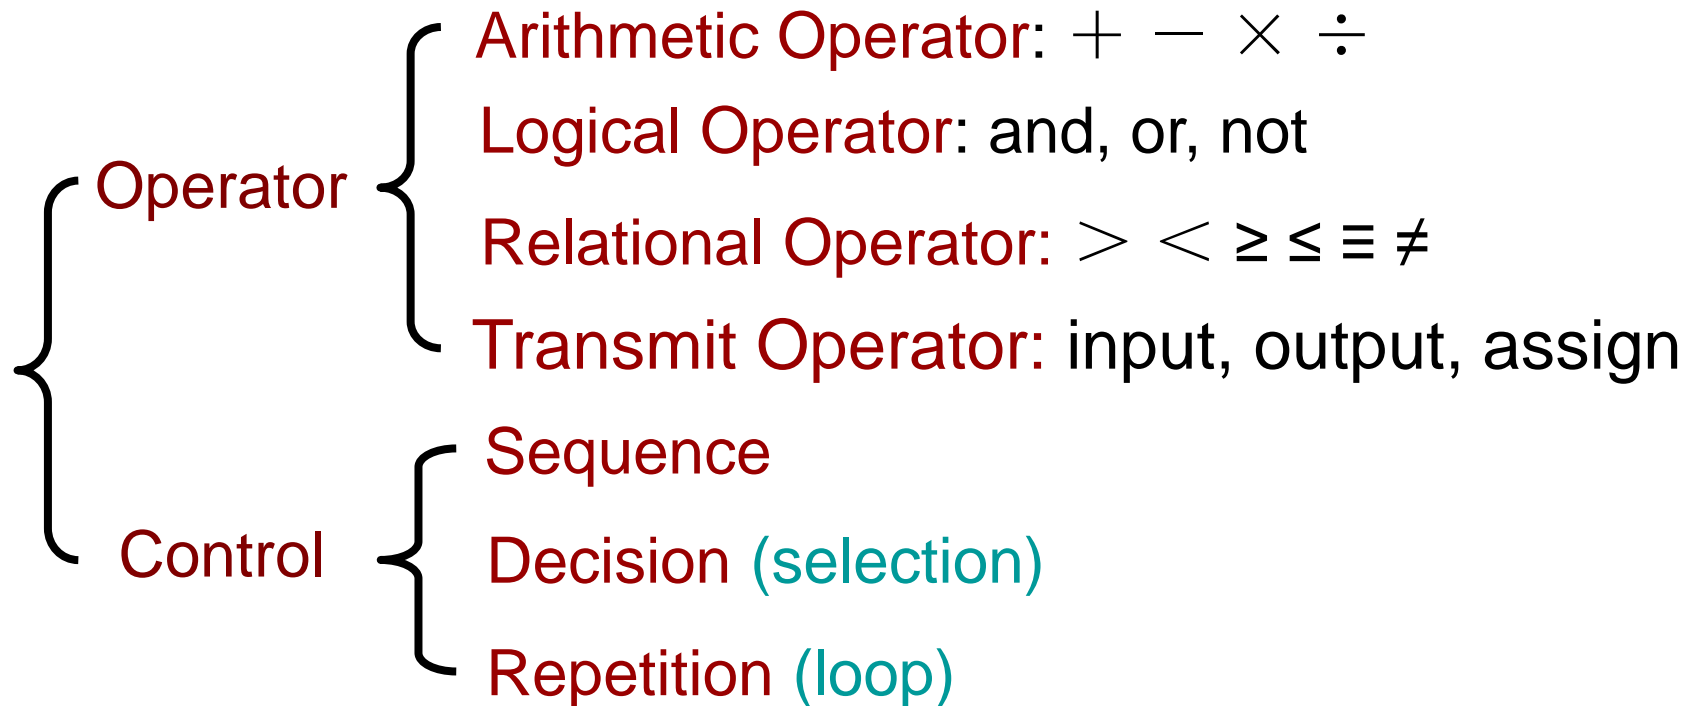 Arithmetic Operator: + − × ÷
Logical Operator: and, or, not
Operator
Relational Operator: > < ≥ ≤ ≡ ≠
Transmit Operator: input, output, assign
Sequence
Control
Decision (selection)
Repetition (loop)